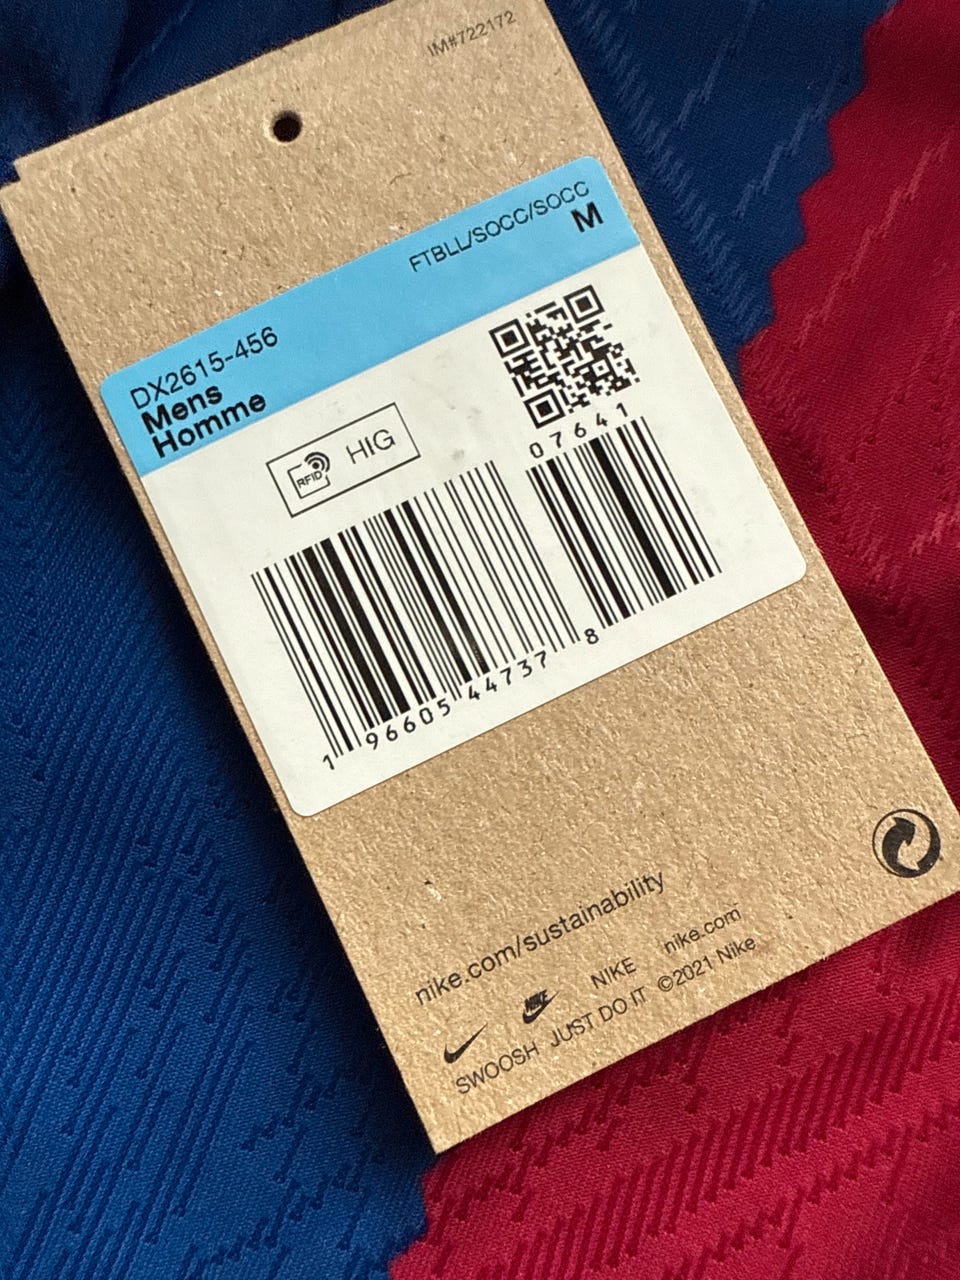 IM#722172
FTBLL/SOCC/SOCC
M
DX2615-456
Mens
Homme
RFID
HIG
07641
1 96605 44737 8
nike.com/sustainability
NIKE nike.com
SWOOSH JUST DO IT ©2021 Nike